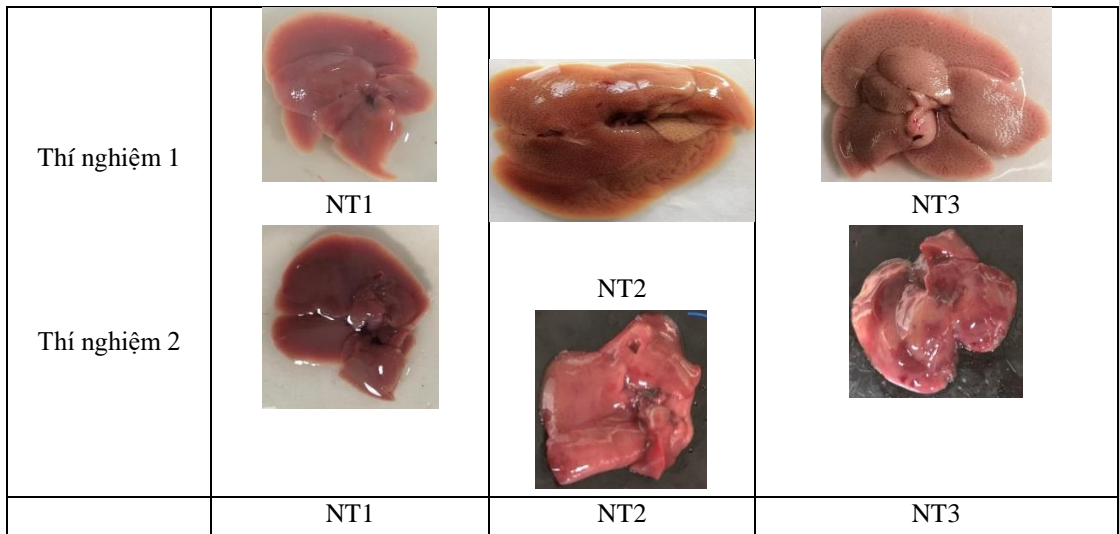 Thí nghiệm 1
NT1
NT2
NT3
Thí nghiệm 2
NT1
NT2
NT3